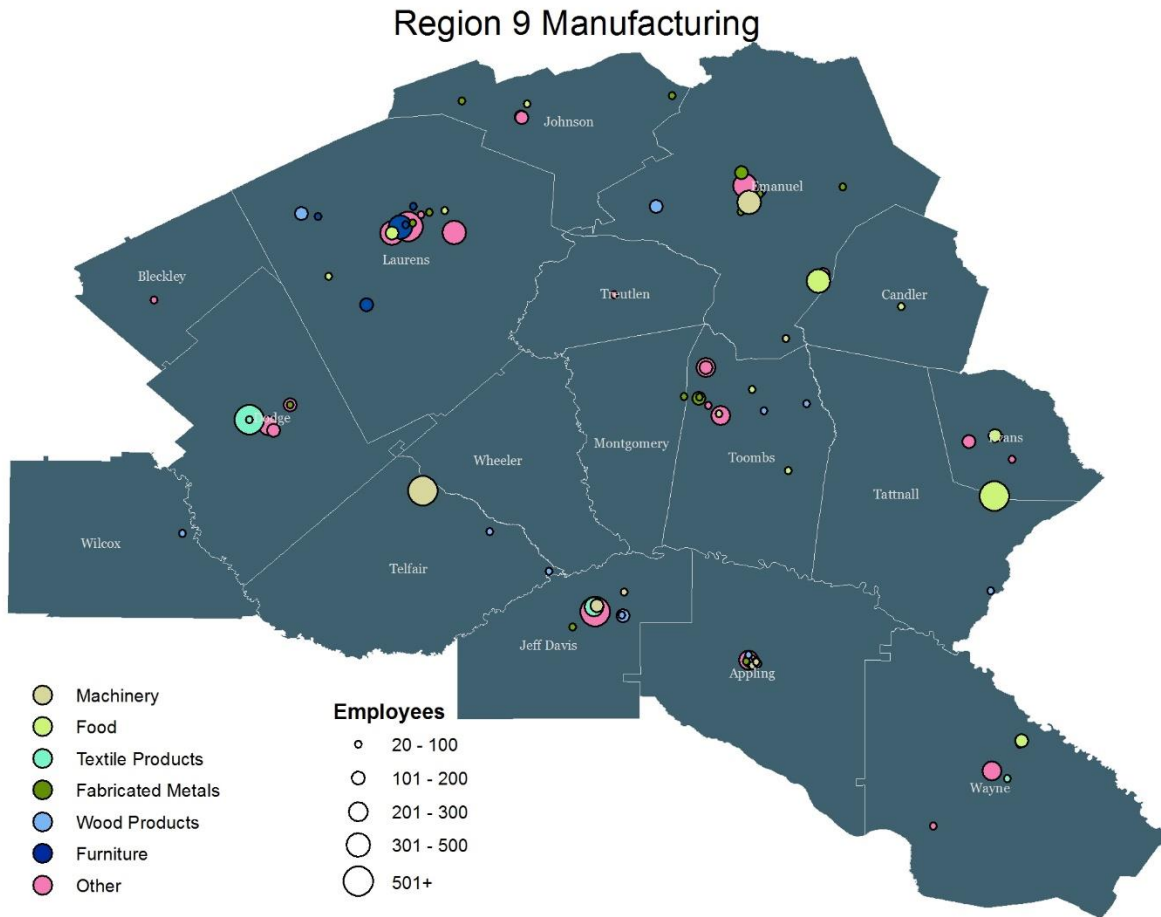 Region 9 Manufacturing
Johnson
Emanuel
Laurens
Bleckley
Treutlen
Candler
Montgomery
Wheeler
Toombs
Evans
Tattnall
Wilcox
Telfair
Jeff Davis
Appling
Wayne
Machinery
Food
Textile Products
Fabricated Metals
Wood Products
Furniture
Other
Employees
20 - 100
101 - 200
201 - 300
301 - 500
501+